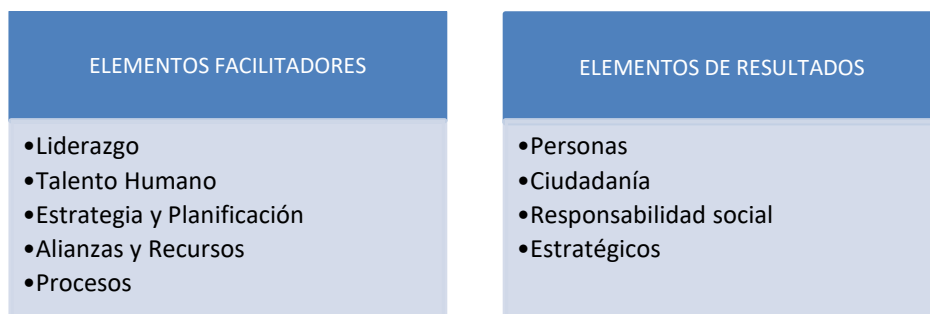 ELEMENTOS FACILITADORES
•Liderazgo
•Talento Humano
•Estrategia y Planificación
•Alianzas y Recursos
•Procesos
ELEMENTOS DE RESULTADOS
•Personas
•Ciudadanía
•Responsabilidad social
•Estratégicos